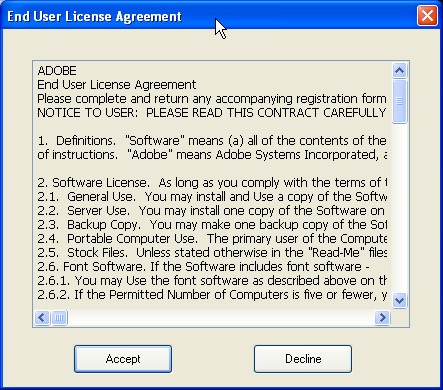 End User License Agreement
ADOBE
End User License Agreement
Please complete and return any accompanying registration form
NOTICE TO USER:  PLEASE READ THIS CONTRACT CAREFULLY
1.  Definitions.  "Software" means (a) all of the contents of the
of instructions.  "Adobe" means Adobe Systems Incorporated, a
2. Software License.  As long as you comply with the terms of t
2.1.  General Use.  You may install and Use a copy of the Softw
2.2.  Server Use.  You may install one copy of the Software on
2.3.  Backup Copy.  You may make one backup copy of the Sof
2.4.  Portable Computer Use.  The primary user of the Compute
2.5.  Stock Files.  Unless stated otherwise in the "Read-Me" files
2.6. Font Software. If the Software includes font software -
2.6.1. You may Use the font software as described above on th
2.6.2. If the Permitted Number of Computers is five or fewer, y
Accept
Decline